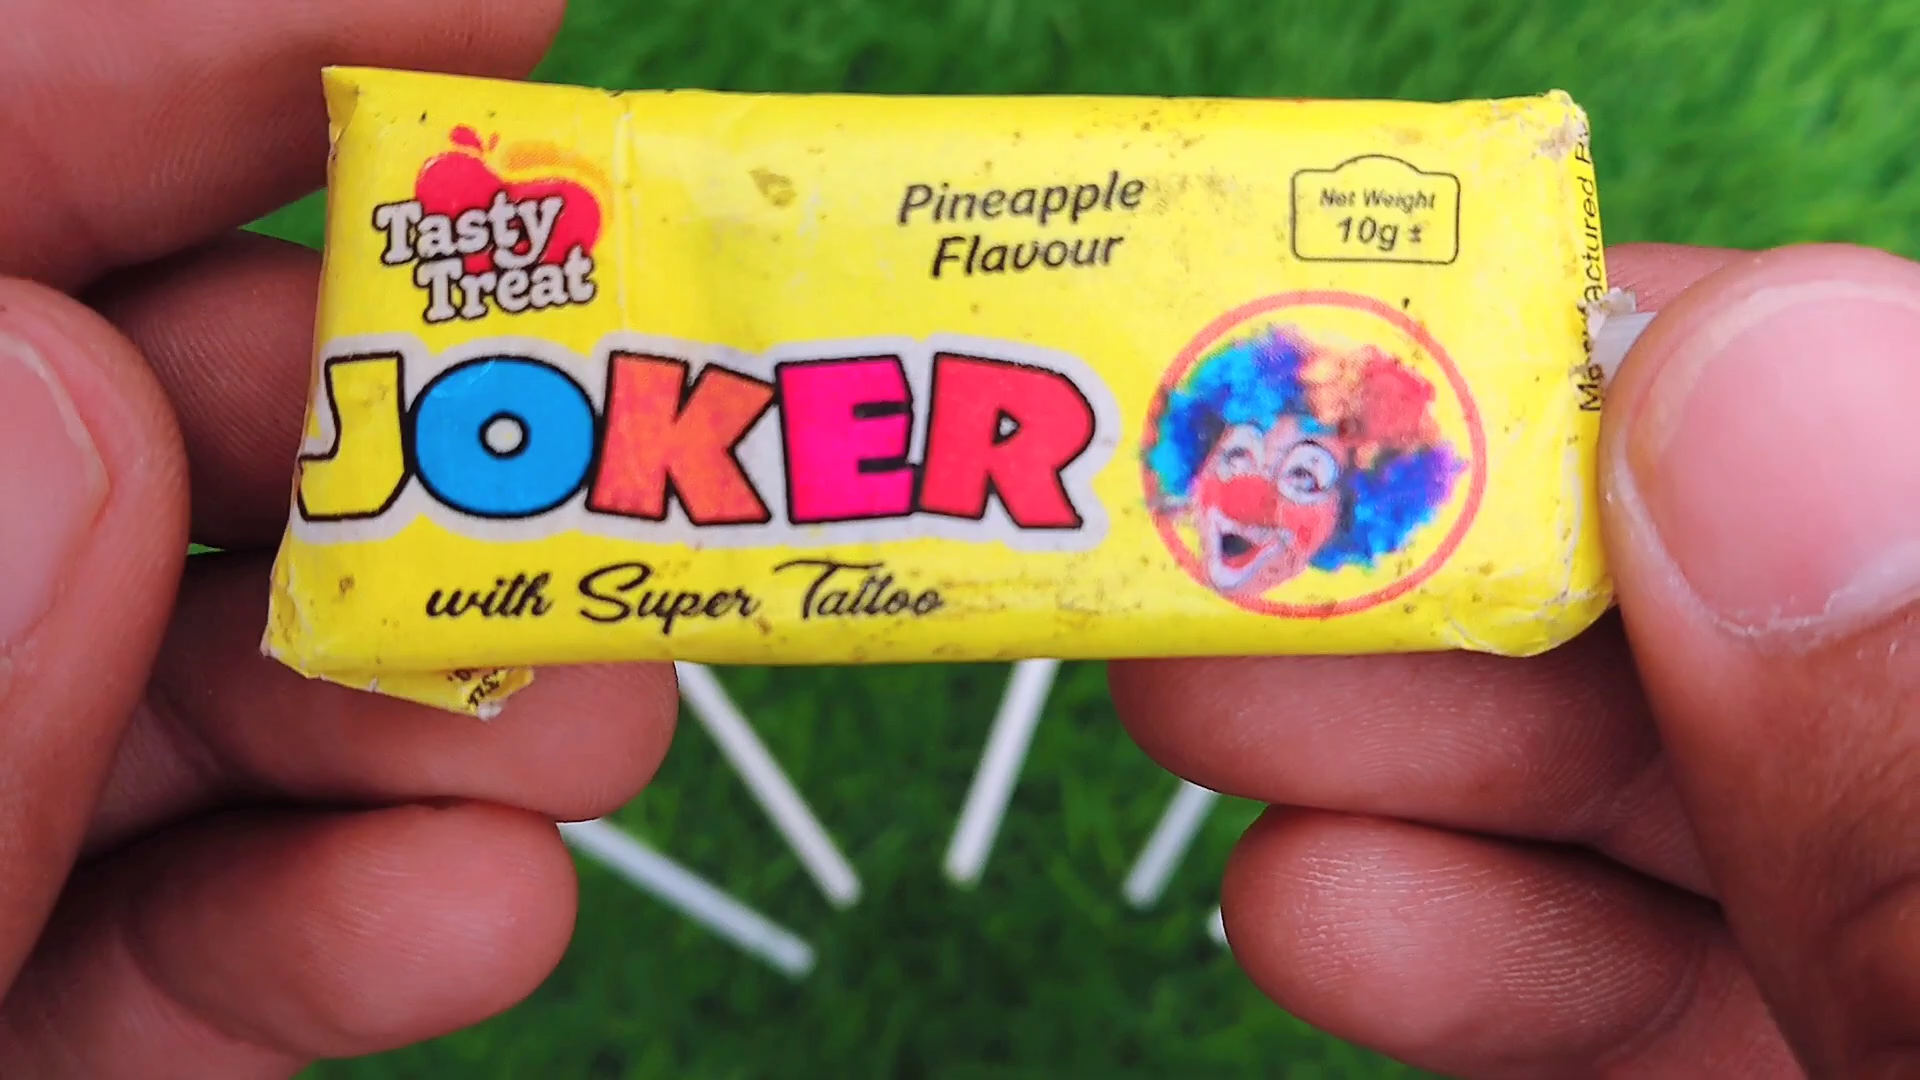 Tasty
Treat
Pineapple
Flavour
Net Weight
10g ±
JOKER
with Super Tattoo